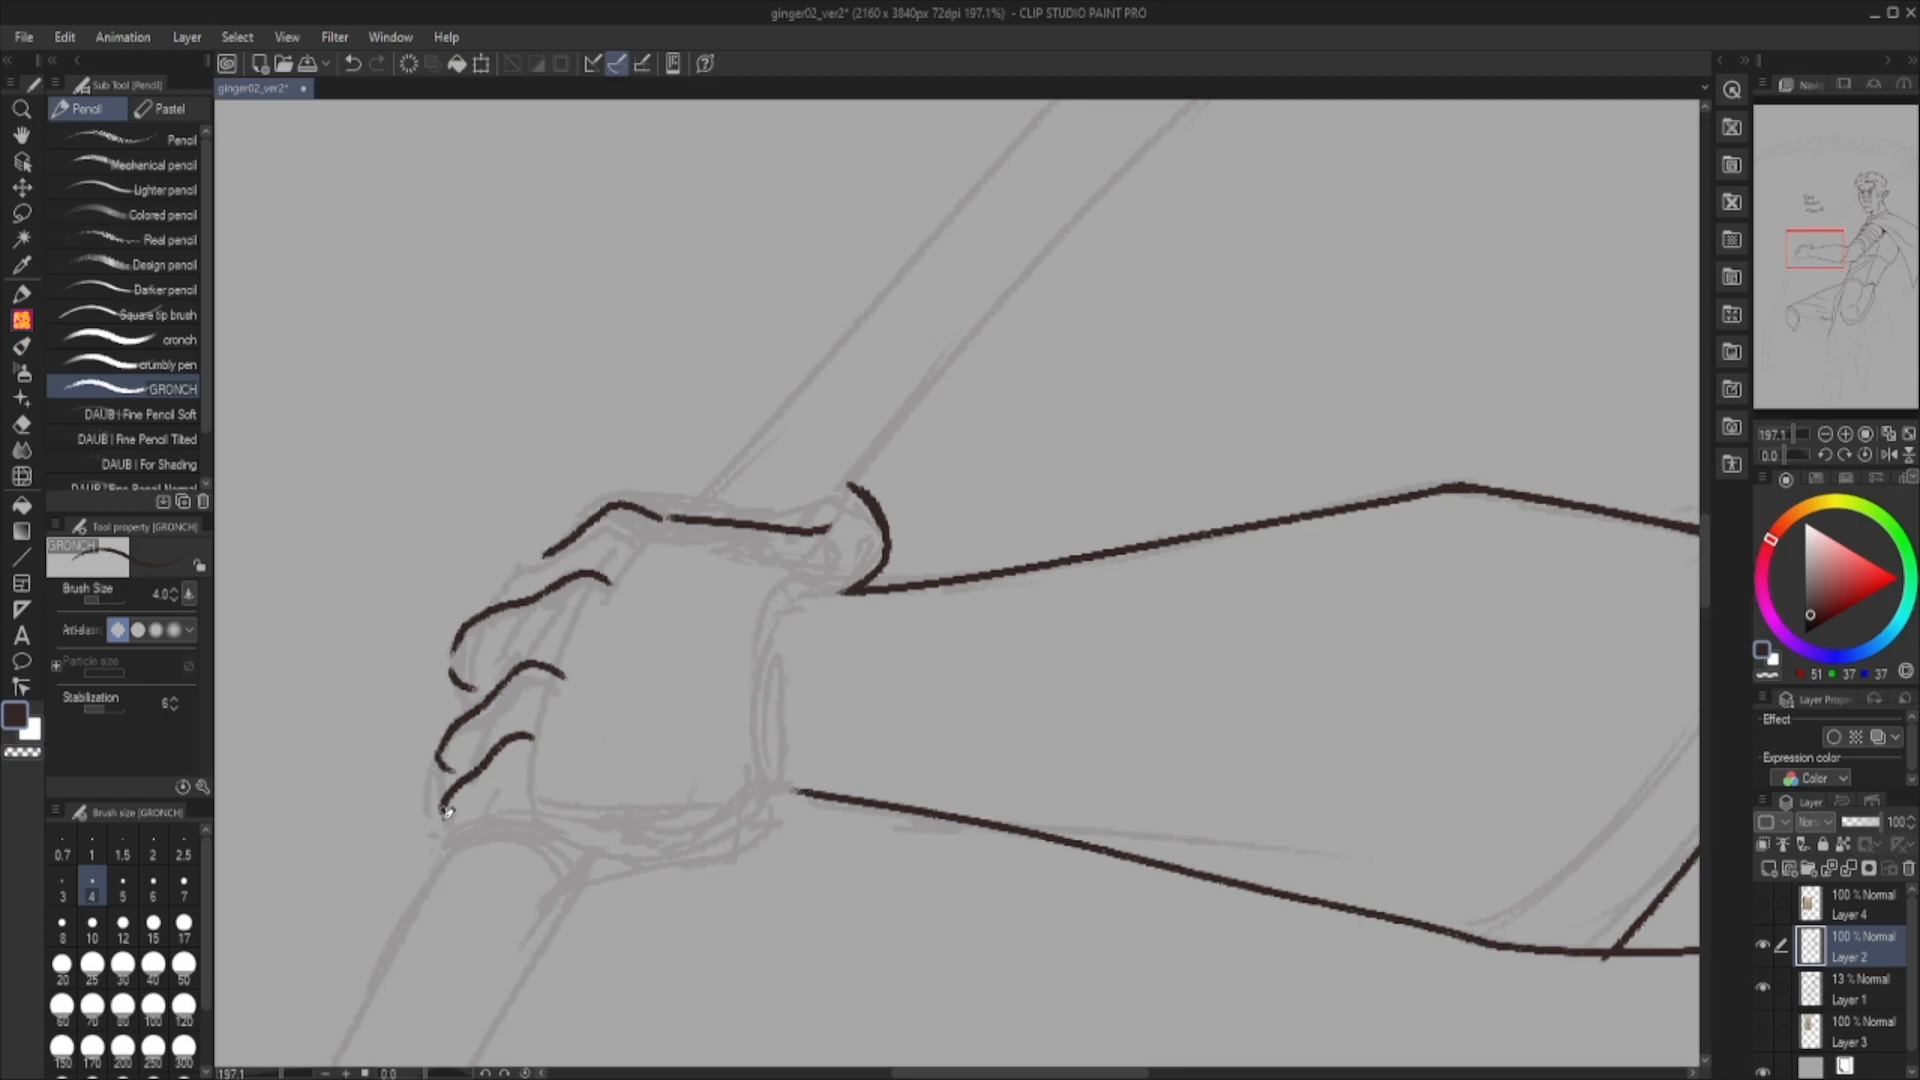 ginger02_ver2* (2160 x 3840px 72dpi 197.1%) - CLIP STUDIO PAINT PRO
File Edit Animation Layer Select View Filter Window Help
Sub Tool [Pencil]
ginger02_ver2*
Pencil Pastel
Pencil
Mechanical pencil
Lighter pencil
Colored pencil
Real pencil
Design pencil
Darker pencil
Square tip brush
cronch
crumbly pen
GRONCH
DAUB | Fine Pencil Soft
DAUB | Fine Pencil Tilted
DAUB | For Shading
DAUB | Fine Pencil Normal
Tool property [GRONCH]
GRONCH
Brush Size 4.0
Anti-alias
Particle size
Stabilization 6
Brush size [GRONCH]
0.7 1 1.5 2 2.5
3 4 5 6 7
8 10 12 15 17
20 25 30 40 50
60 70 80 100 120
150 170 200 250 300
197.1 0.0
Navi
197.1
0.0
51 37 37
Layer Prope
Effect
Expression color
Color
Layer
Norm 100
100 % Normal
Layer 4
100 % Normal
Layer 2
13 % Normal
Layer 1
100 % Normal
Layer 3